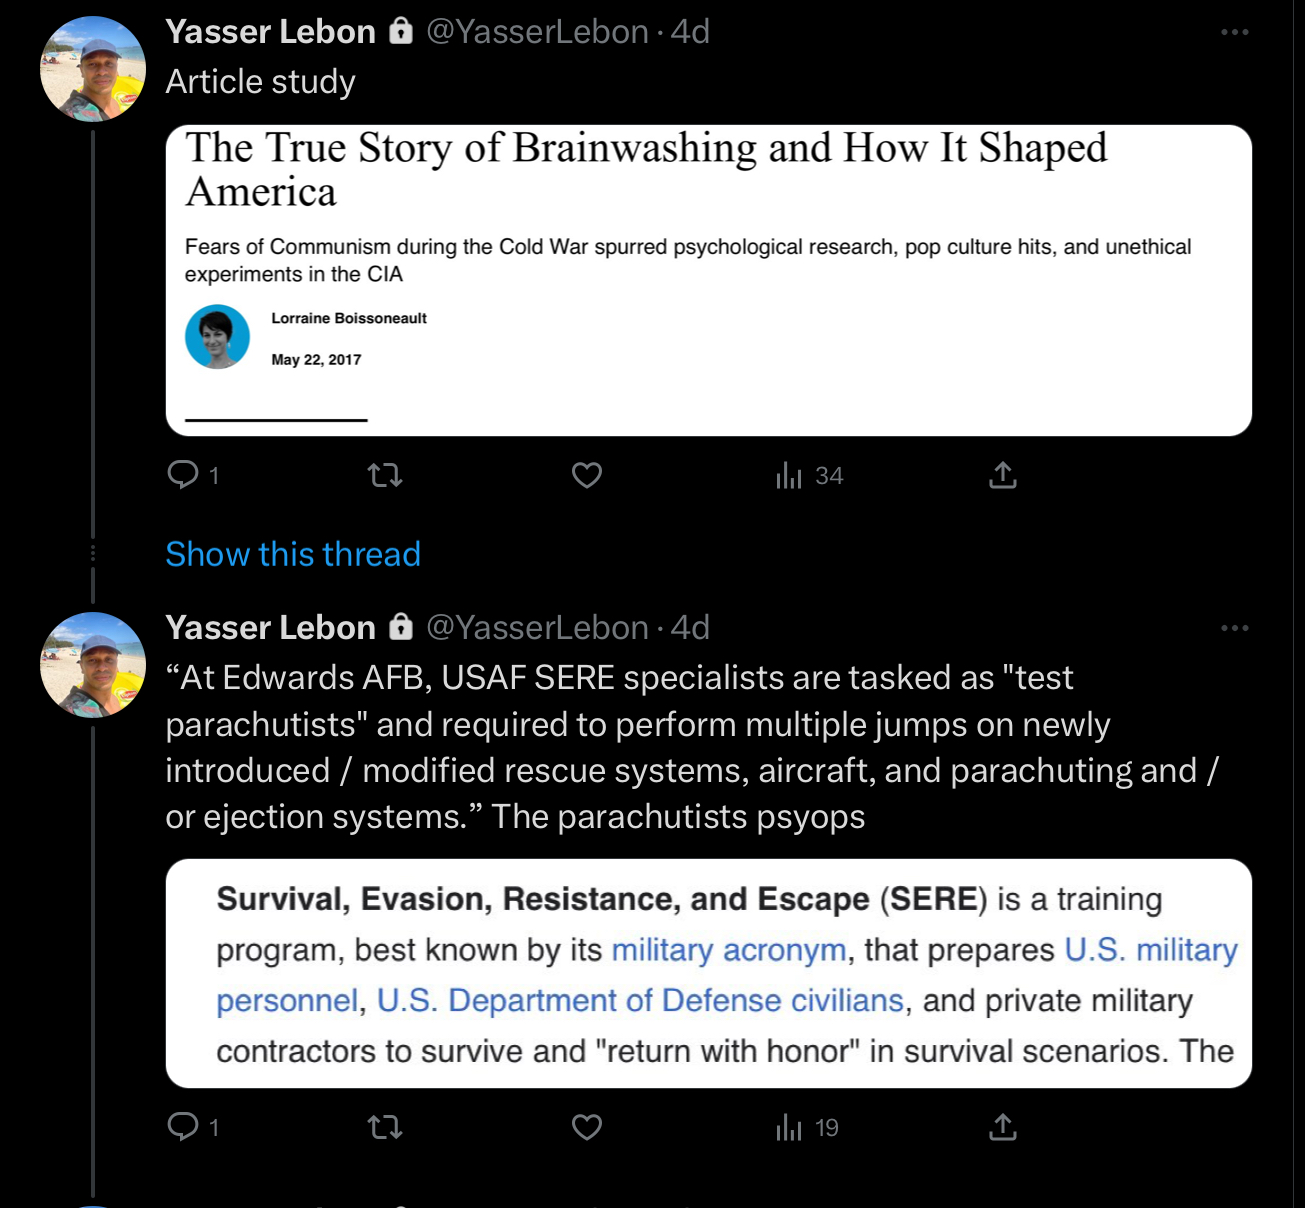 Yasser Lebon @YasserLebon · 4d
Article study
The True Story of Brainwashing and How It Shaped
America
Fears of Communism during the Cold War spurred psychological research, pop culture hits, and unethical
experiments in the CIA
Lorraine Boissoneault
May 22, 2017
1 34
Show this thread
Yasser Lebon @YasserLebon · 4d
“At Edwards AFB, USAF SERE specialists are tasked as "test
parachutists" and required to perform multiple jumps on newly
introduced / modified rescue systems, aircraft, and parachuting and /
or ejection systems.” The parachutists psyops
Survival, Evasion, Resistance, and Escape (SERE) is a training
program, best known by its military acronym, that prepares U.S. military
personnel, U.S. Department of Defense civilians, and private military
contractors to survive and "return with honor" in survival scenarios. The
1 19